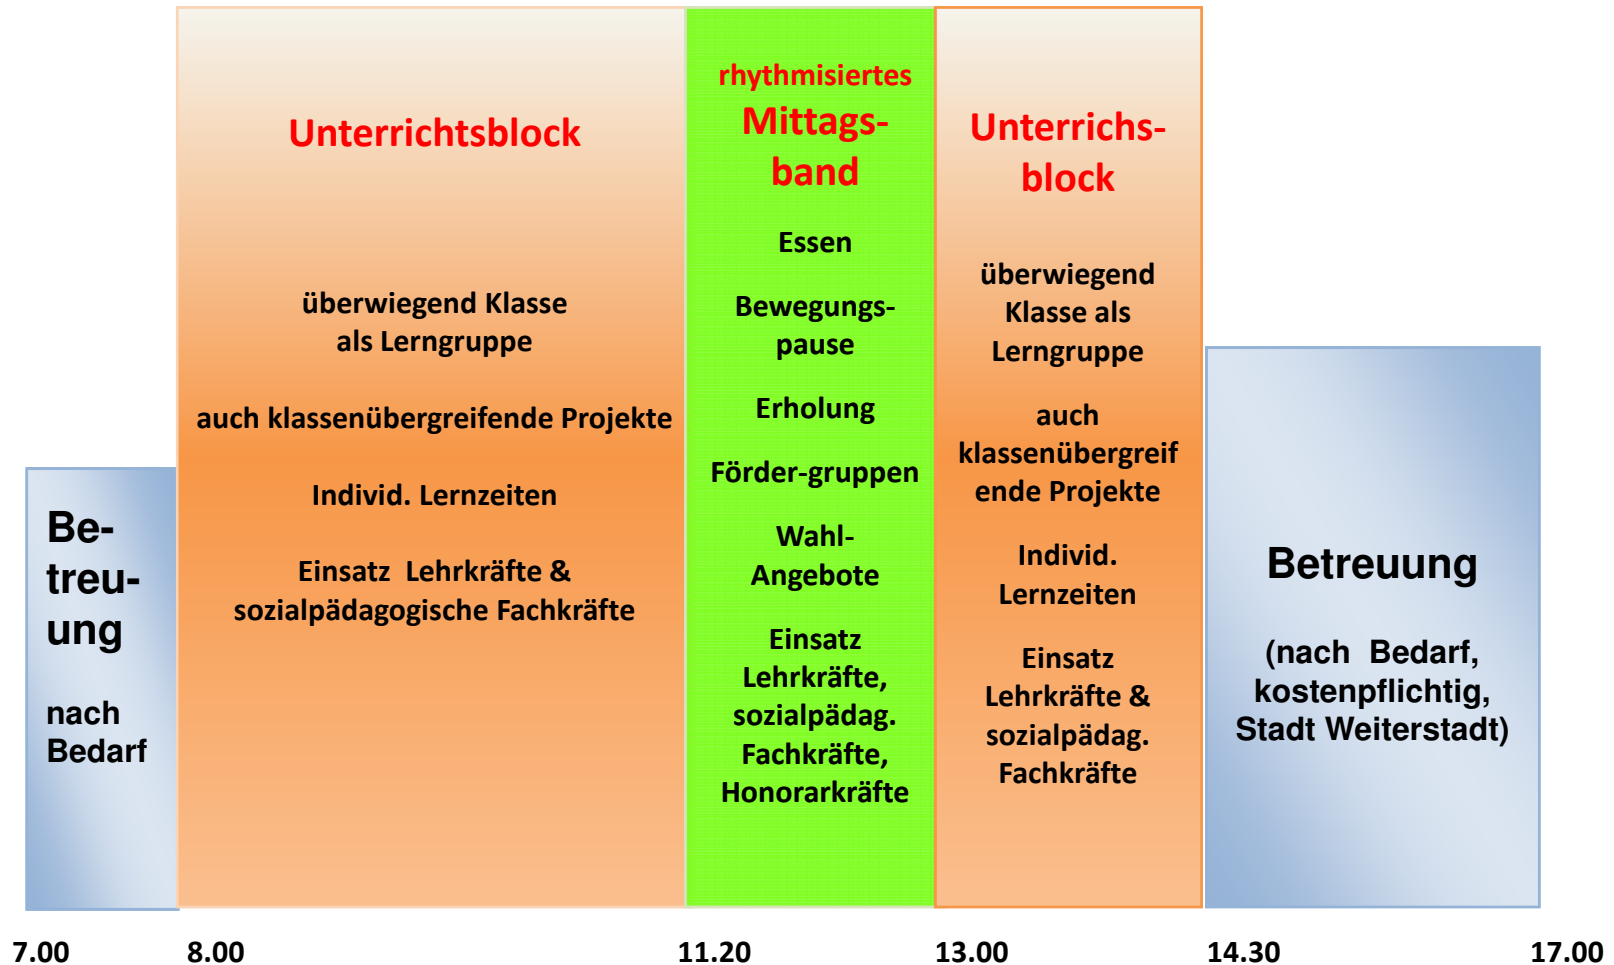 Be-
treu-
ung
nach
Bedarf
Unterrichtsblock
überwiegend Klasse
als Lerngruppe
auch klassenübergreifende Projekte
Individ. Lernzeiten
Einsatz Lehrkräfte &
sozialpädagogische Fachkräfte
rhythmisiertes
Mittags-
band
Essen
Bewegungs-
pause
Erholung
Förder-gruppen
Wahl-
Angebote
Einsatz
Lehrkräfte,
sozialpädag.
Fachkräfte,
Honorarkräfte
Unterrichs-
block
überwiegend
Klasse als
Lerngruppe
auch
klassenübergreif
ende Projekte
Individ.
Lernzeiten
Einsatz
Lehrkräfte &
sozialpädag.
Fachkräfte
Betreuung
(nach Bedarf,
kostenpflichtig,
Stadt Weiterstadt)
7.00 8.00 11.20 13.00 14.30 17.00